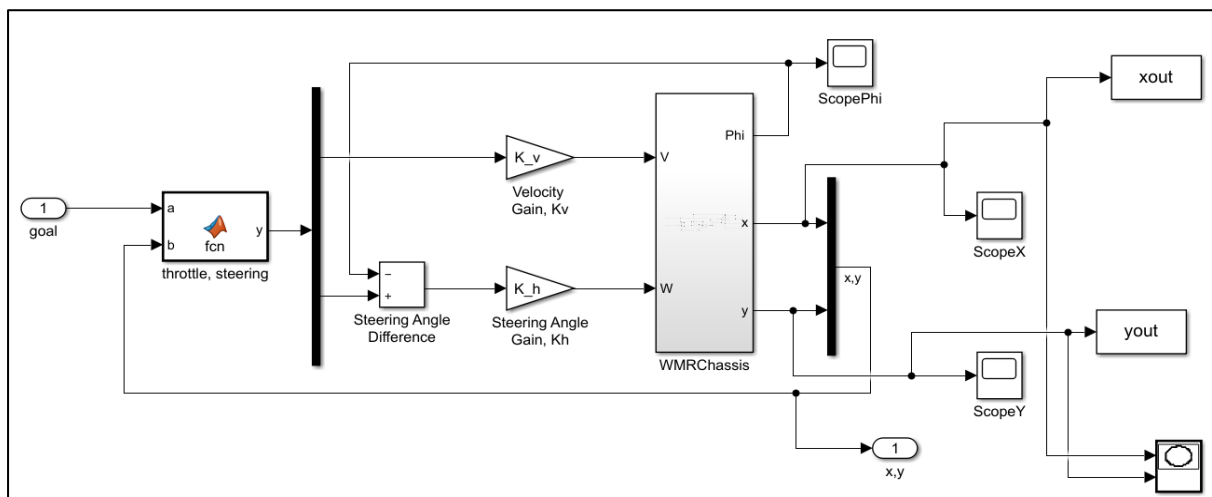 ScopePhi
xout
Phi
K_v
V
Velocity
Gain, Kv
1
goal
a
b
fcn
y
throttle, steering
x
ScopeX
−
+
Steering Angle
Difference
K_h
Steering Angle
Gain, Kh
W
y
WMRChassis
x,y
yout
ScopeY
1
x,y